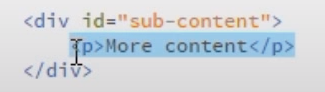 <div id="sub-content">
<p>More content</p>
</div>